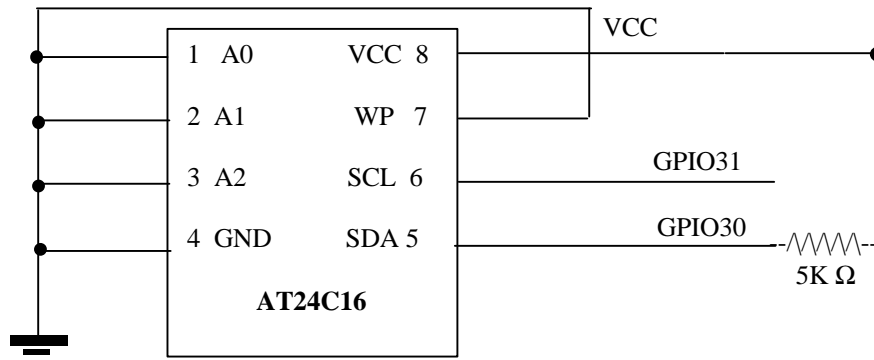 VCC
1 A0 VCC 8
2 A1 WP 7
3 A2 SCL 6
GPIO31
4 GND SDA 5
GPIO30
5K Ω
AT24C16